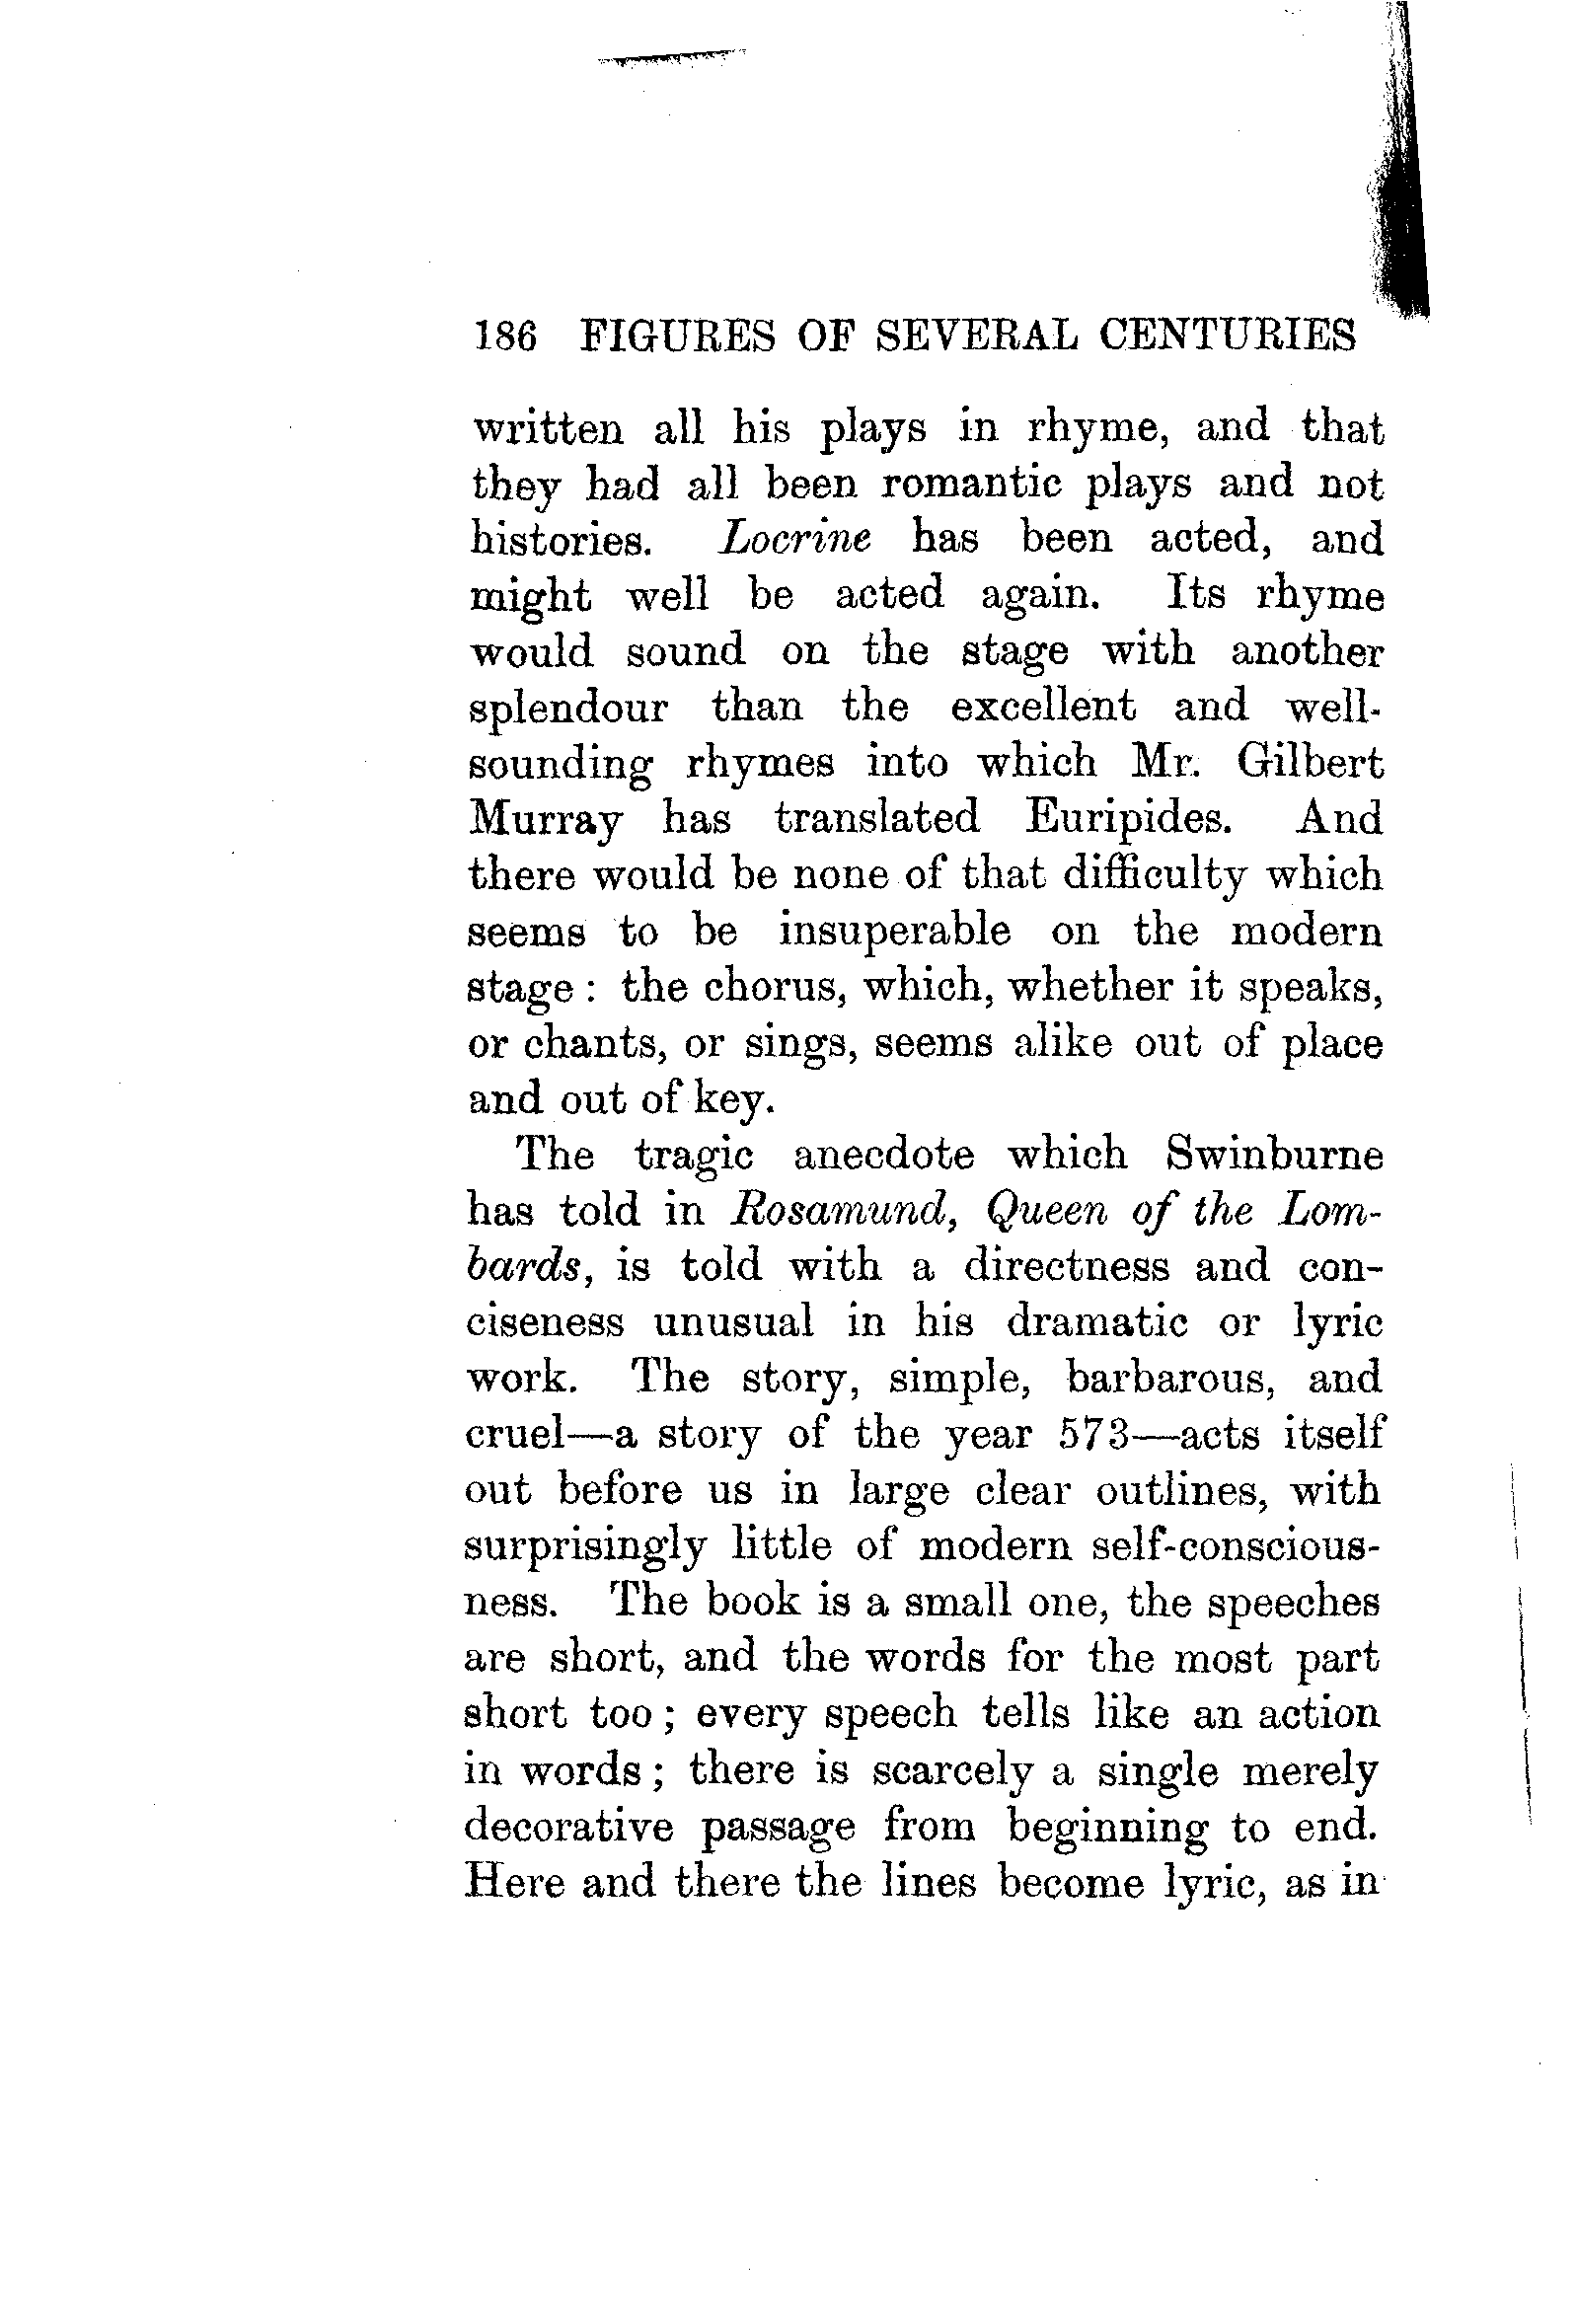 186 FIGURES OF SEVERAL CENTURIES
written all his plays in rhyme, and that
they had all been romantic plays and not
histories. Locrine has been acted, and
might well be acted again. Its rhyme
would sound on the stage with another
splendour than the excellent and well-
sounding rhymes into which Mr. Gilbert
Murray has translated Euripides. And
there would be none of that difficulty which
seems to be insuperable on the modern
stage : the chorus, which, whether it speaks,
or chants, or sings, seems alike out of place
and out of key.
The tragic anecdote which Swinburne
has told in Rosamund, Queen of the Lom-
bards, is told with a directness and con-
ciseness unusual in his dramatic or lyric
work. The story, simple, barbarous, and
cruel—a story of the year 573—acts itself
out before us in large clear outlines, with
surprisingly little of modern self-conscious-
ness. The book is a small one, the speeches
are short, and the words for the most part
short too ; every speech tells like an action
in words ; there is scarcely a single merely
decorative passage from beginning to end.
Here and there the lines become lyric, as in